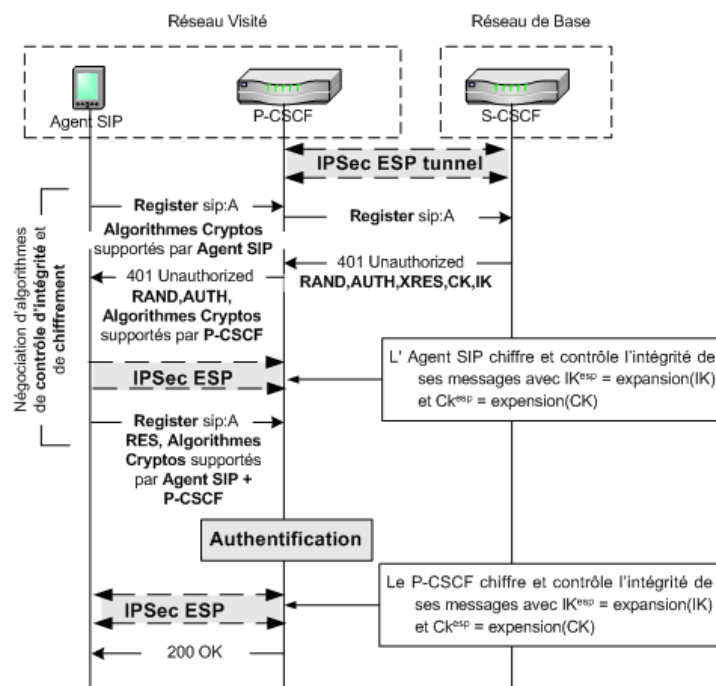 Réseau Visité
Réseau de Base
Agent SIP
P-CSCF
S-CSCF
IPSec ESP tunnel
Register sip:A
Register sip:A
Algorithmes Cryptos
supportés par Agent SIP
401 Unauthorized
RAND,AUTH,XRES,CK,IK
401 Unauthorized
RAND,AUTH,
Algorithmes Cryptos
supportés par P-CSCF
Négociation d'algorithmes
de contrôle d'intégrité et
de chiffrement
L' Agent SIP chiffre et contrôle l'intégrité de
ses messages avec IKesp = expansion(IK)
et Ckesp = expension(CK)
IPSec ESP
Register sip:A
RES, Algorithmes
Cryptos supportés
par Agent SIP +
P-CSCF
Authentification
Le P-CSCF chiffre et contrôle l'intégrité de
ses messages avec IKesp = expansion(IK)
et Ckesp = expension(CK)
IPSec ESP
200 OK